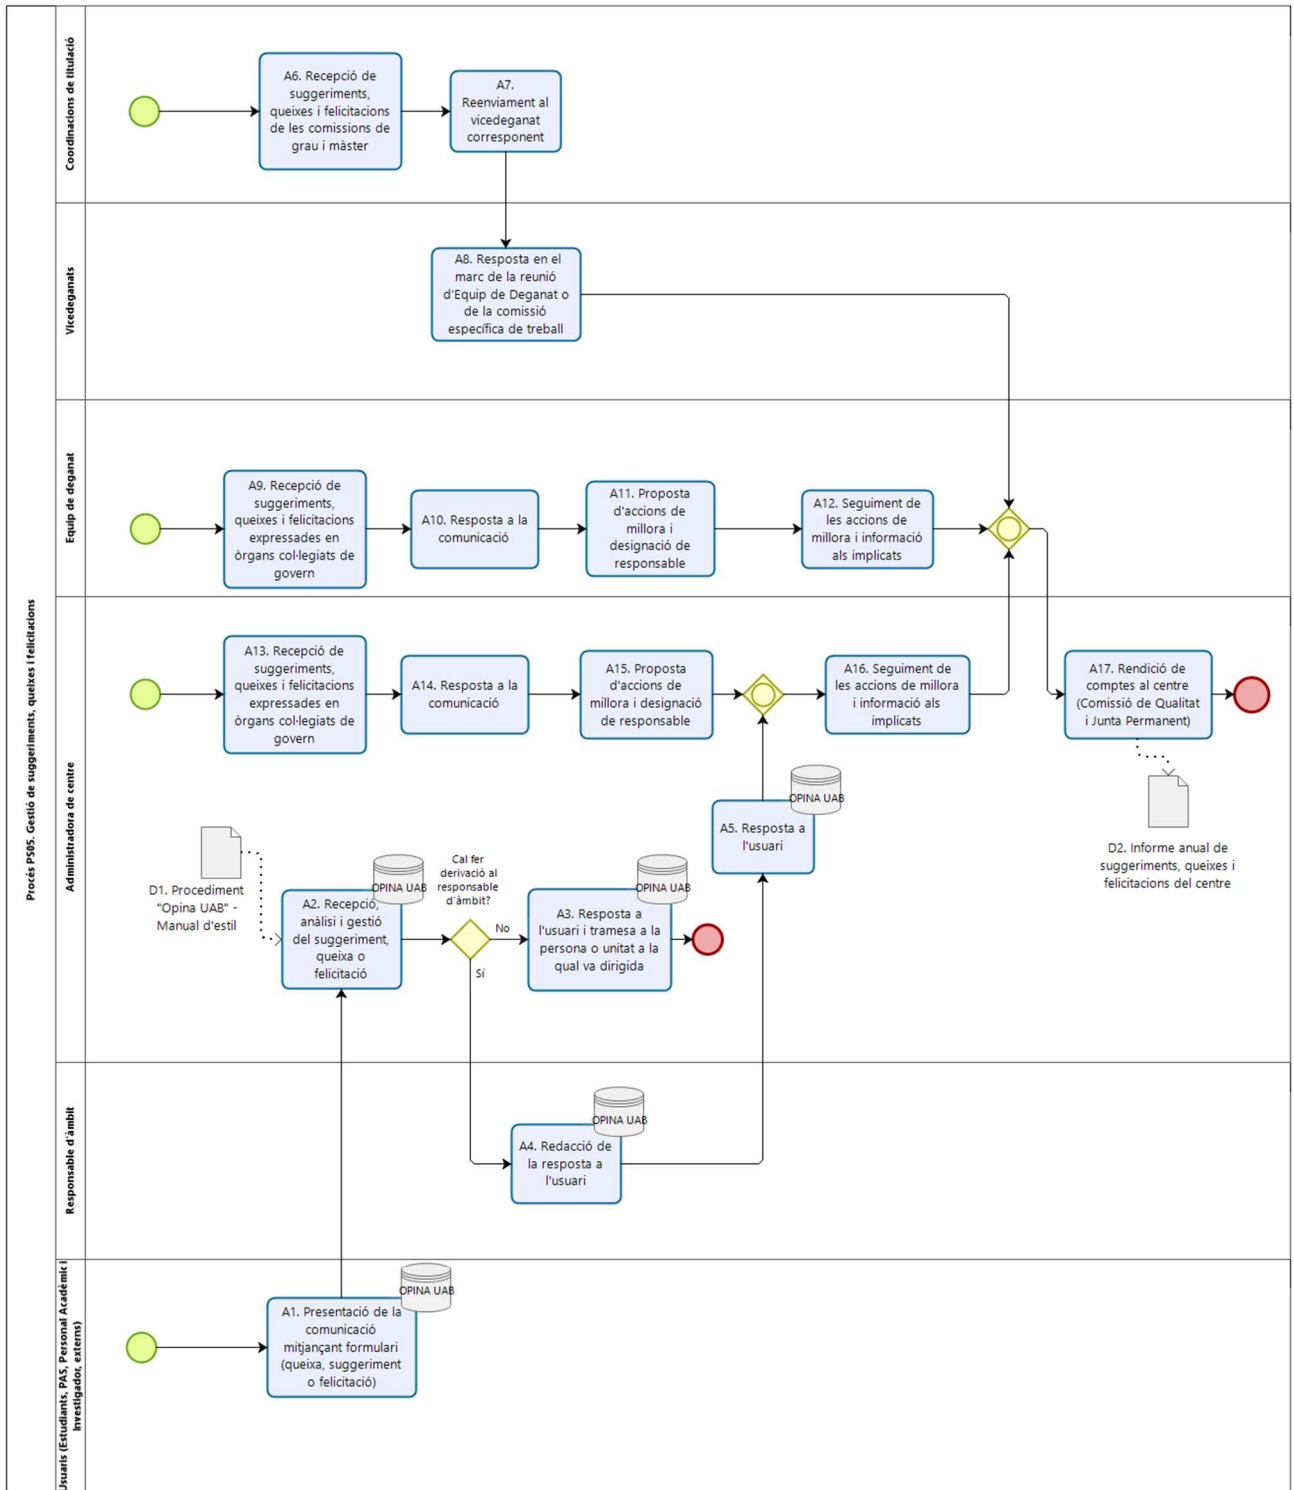 Procés PS05. Gestió de suggeriments, queixes i felicitacions
Coordinacions de titulació
A6. Recepció de
suggeriments,
queixes i felicitacions
de les comissions de
grau i màster
A7.
Reenviament al
vicedeganat
corresponent
Vicedeganats
A8. Resposta en el
marc de la reunió
d'Equip de Deganat o
de la comissió
específica de treball
Equip de deganat
A9. Recepció de
suggeriments,
queixes i felicitacions
expressades en
òrgans col·legiats de
govern
A10. Resposta a la
comunicació
A11. Proposta
d'accions de
millora i
designació de
responsable
A12. Seguiment de
les accions de
millora i informació
als implicats
Administradora de centre
A13. Recepció de
suggeriments,
queixes i felicitacions
expressades en
òrgans col·legiats de
govern
A14. Resposta a la
comunicació
A15. Proposta
d'accions de
millora i designació
de responsable
A16. Seguiment de
les accions de millora
i informació als
implicats
A17. Rendició de
comptes al centre
(Comissió de Qualitat
i Junta Permanent)
D2. Informe anual de
suggeriments, queixes i
felicitacions del centre
OPINA UAB
A5. Resposta a
l'usuari
D1. Procediment
"Opina UAB" -
Manual d'estil
OPINA UAB
A2. Recepció,
anàlisi i gestió
del suggeriment,
queixa o
felicitació
Cal fer
derivació al
responsable
d'àmbit?
No
Sí
OPINA UAB
A3. Resposta a
l'usuari i tramesa a la
persona o unitat a la
qual va dirigida
Responsable d'àmbit
OPINA UAB
A4. Redacció de
la resposta a
l'usuari
Usuaris (Estudiants, PAS, Personal Acadèmic i
Investigador, externs)
OPINA UAB
A1. Presentació de la
comunicació
mitjançant formulari
(queixa, suggeriment
o felicitació)